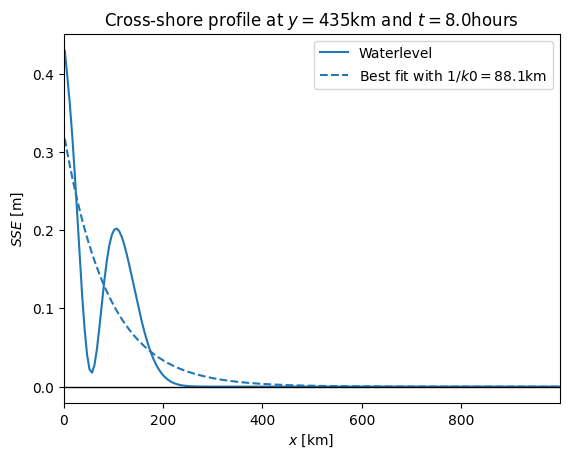 Cross-shore profile at y = 435km and t = 8.0hours
Waterlevel
Best fit with 1/k0 = 88.1km
SSE [m]
0.4
0.3
0.2
0.1
0.0
0 200 400 600 800
x [km]